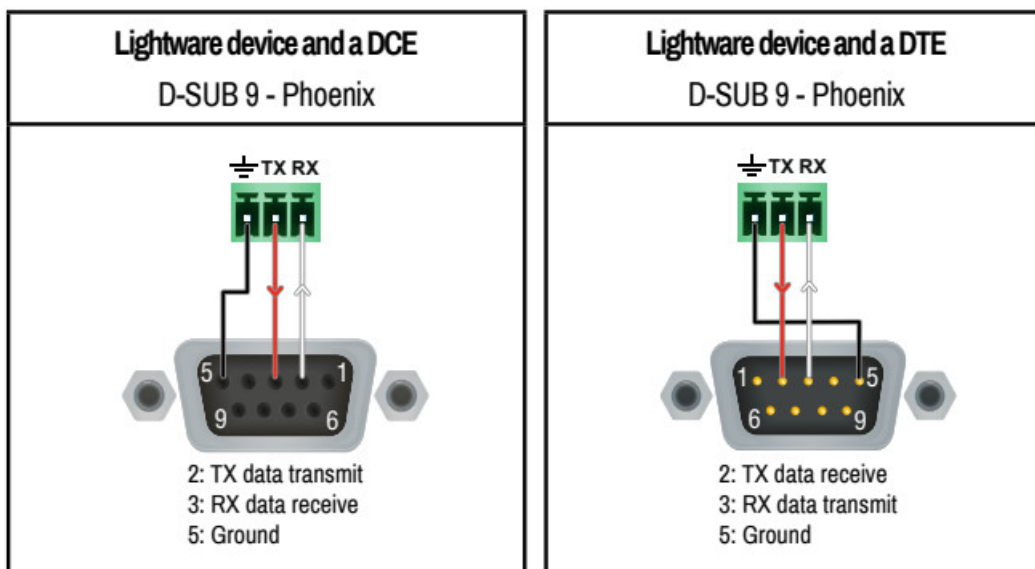 Lightware device and a DCE
D-SUB 9 - Phoenix
TX RX
5 1
9 6
2: TX data transmit
3: RX data receive
5: Ground
Lightware device and a DTE
D-SUB 9 - Phoenix
TX RX
1 5
6 9
2: TX data receive
3: RX data transmit
5: Ground